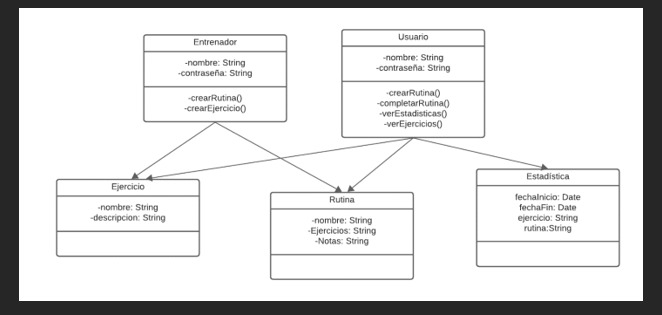 Entrenador
-nombre: String
-contraseña: String
-crearRutina()
-crearEjercicio()
Usuario
-nombre: String
-contraseña: String
-crearRutina()
-completarRutina()
-verEstadisticas()
-verEjercicios()
Ejercicio
-nombre: String
-descripcion: String
Rutina
-nombre: String
-Ejercicios: String
-Notas: String
Estadística
fechaInicio: Date
fechaFin: Date
ejercicio: String
rutina:String